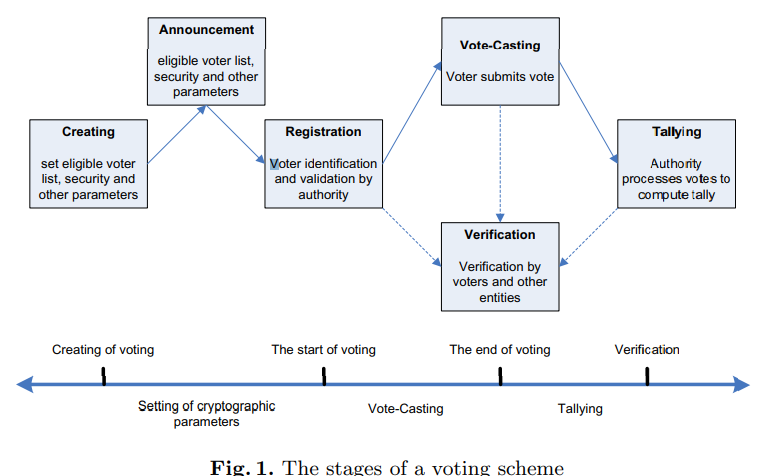 Announcement
eligible voter list,
security and other
parameters
Vote-Casting
Voter submits vote
Creating
set eligible voter
list, security and
other parameters
Registration
Voter identification
and validation by
authority
Tallying
Authority
processes votes to
compute tally
Verification
Verification by
voters and other
entities
Creating of voting
The start of voting
The end of voting
Verification
Setting of cryptographic
parameters
Vote-Casting
Tallying
Fig. 1. The stages of a voting scheme